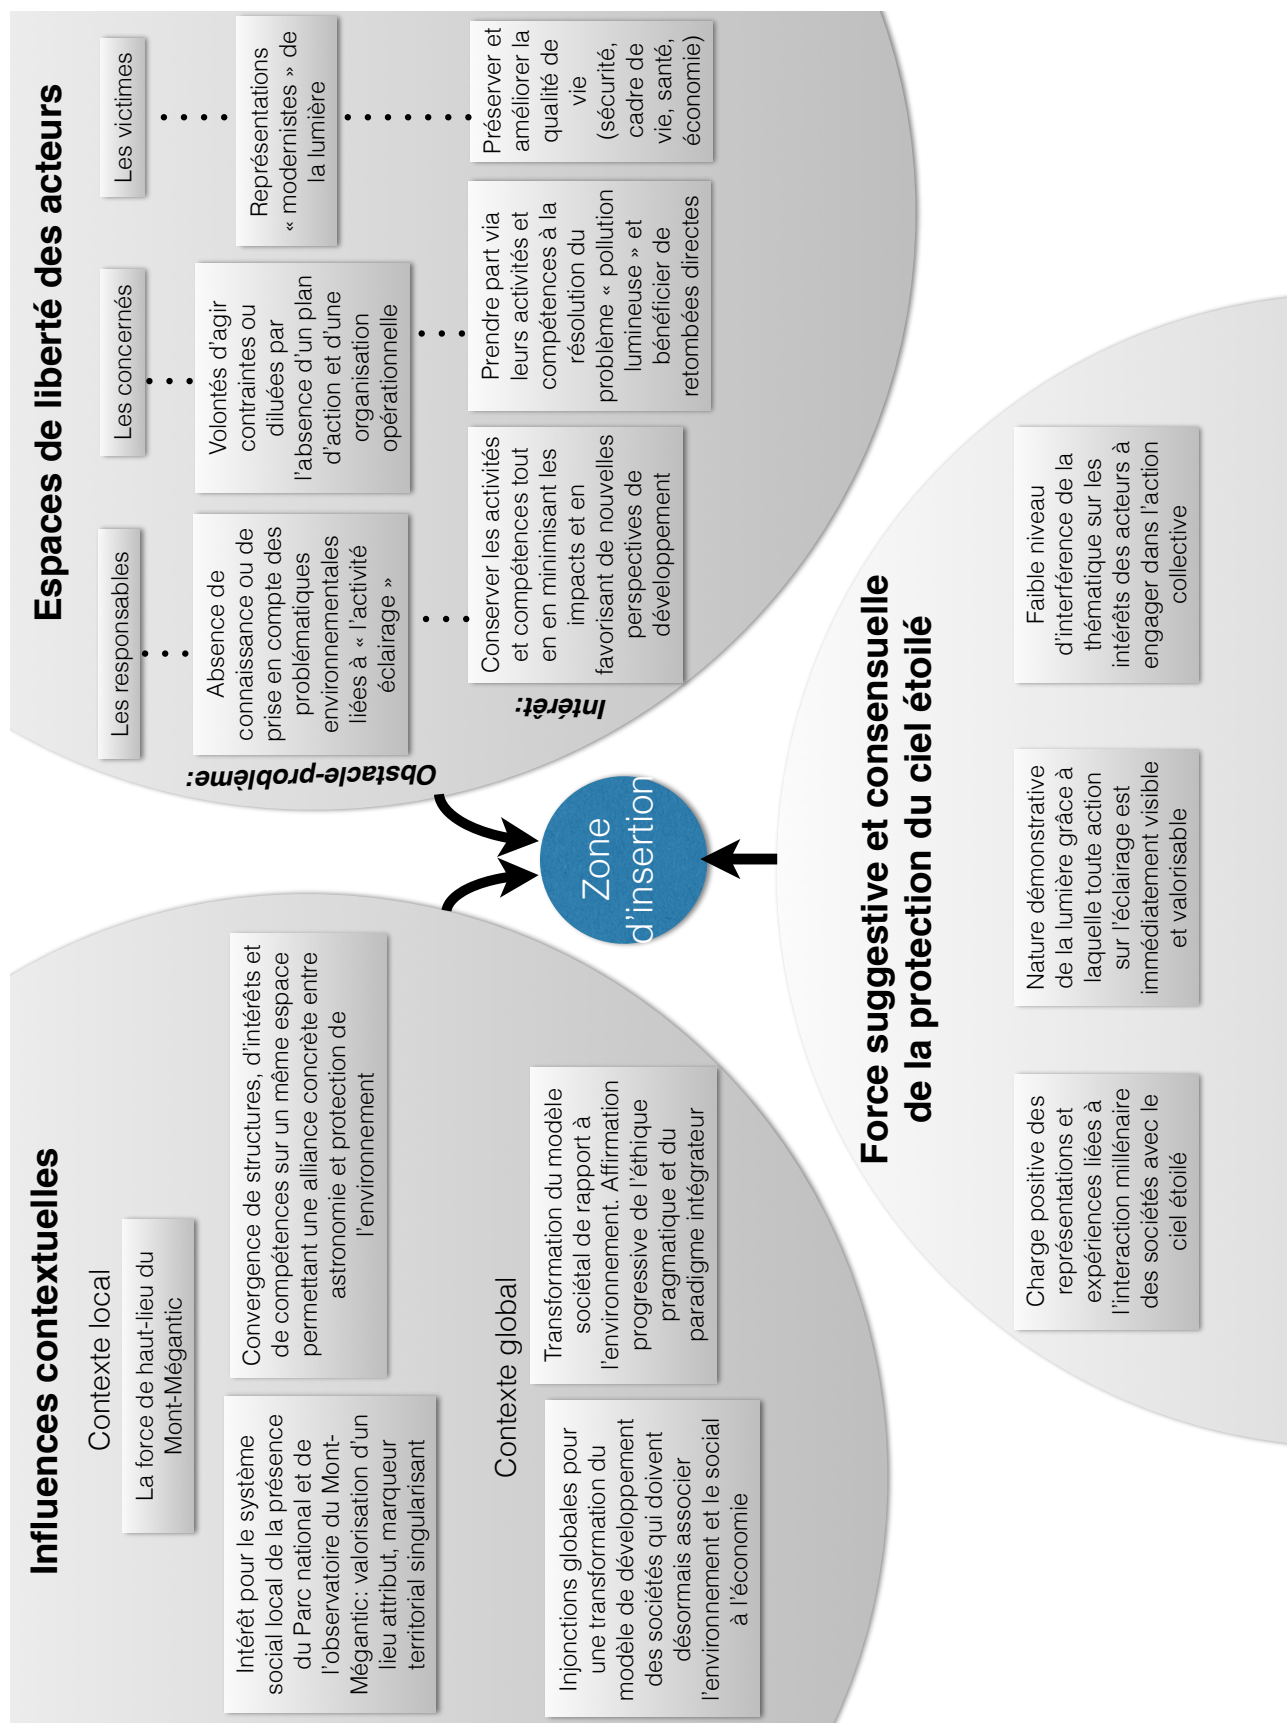 Influences contextuelles
Contexte local
La force de haut-lieu du
Mont-Mégantic
Intérêt pour le système
social local de la présence
du Parc national et de
l'observatoire du Mont-
Mégantic: valorisation d'un
lieu attribut, marqueur
territorial singularisant
Convergence de structures, d'intérêts et
de compétences sur un même espace
permettant une alliance concrète entre
astronomie et protection de
l'environnement
Contexte global
Injonctions globales pour
une transformation du
modèle de développement
des sociétés qui doivent
désormais associer
l'environnement et le social
à l'économie
Transformation du modèle
sociétal de rapport à
l'environnement. Affirmation
progressive de l'éthique
pragmatique et du
paradigme intégrateur
Espaces de liberté des acteurs
Les responsables
Les concernés
Les victimes
Obstacle-problème:
Absence de
connaissance ou de
prise en compte des
problématiques
environnementales
liées à « l'activité
éclairage »
Volontés d'agir
contraintes ou
diluées par
l'absence d'un plan
d'action et d'une
organisation
opérationnelle
Représentations
« modernistes » de
la lumière
Intérêt:
Conserver les activités
et compétences tout
en en minimisant les
impacts et en
favorisant de nouvelles
perspectives de
développement
Prendre part via
leurs activités et
compétences à la
résolution du
problème « pollution
lumineuse » et
bénéficier de
retombées directes
Préserver et
améliorer la
qualité de
vie
(sécurité,
cadre de
vie, santé,
économie)
Zone
d'insertion
Force suggestive et consensuelle
de la protection du ciel étoilé
Charge positive des
représentations et
expériences liées à
l'interaction millénaire
des sociétés avec le
ciel étoilé
Nature démonstrative
de la lumière grâce à
laquelle toute action
sur l'éclairage est
immédiatement visible
et valorisable
Faible niveau
d'interférence de la
thématique sur les
intérêts des acteurs à
engager dans l'action
collective